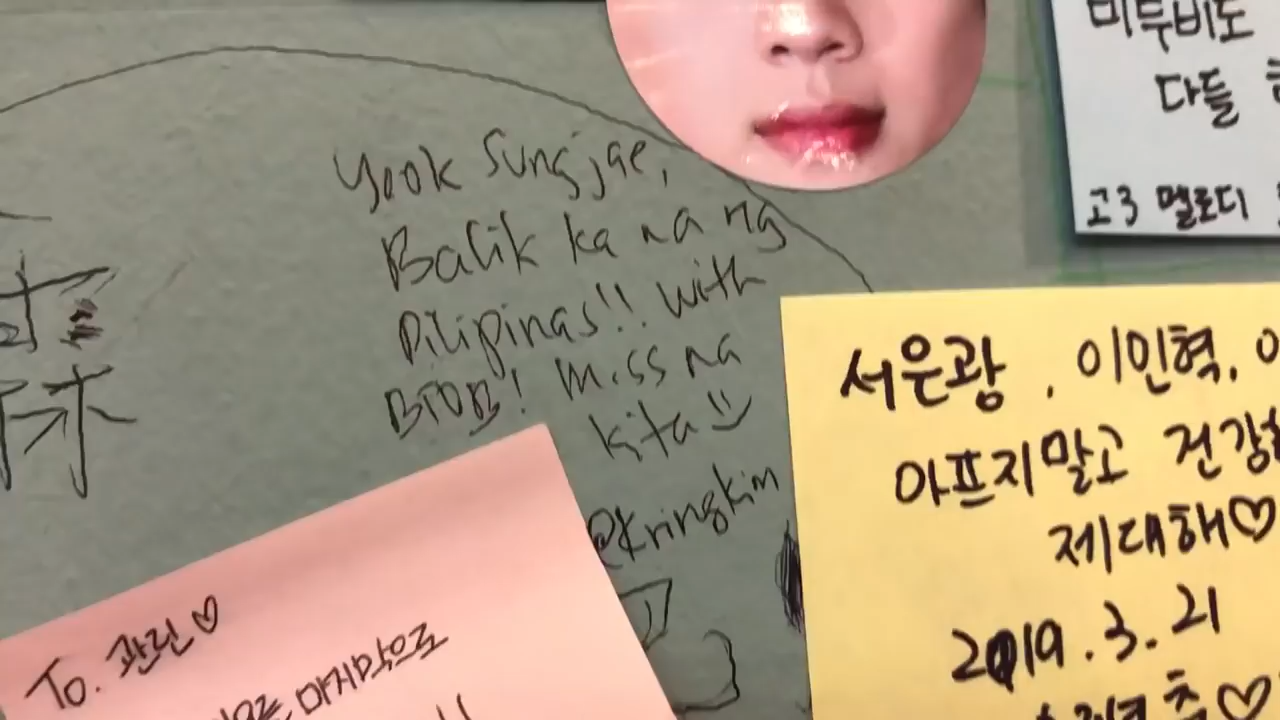 Yook Sungjae,
Balik ka na ng
Pilipinas!! with
BTOB! Miss na
kita
@kringkim
비투비도
다들
고3 멜로디
서은광, 이민혁,
아프지말고 건강
제대해♡
2019.3.21
To. 관린♡
마지막으로